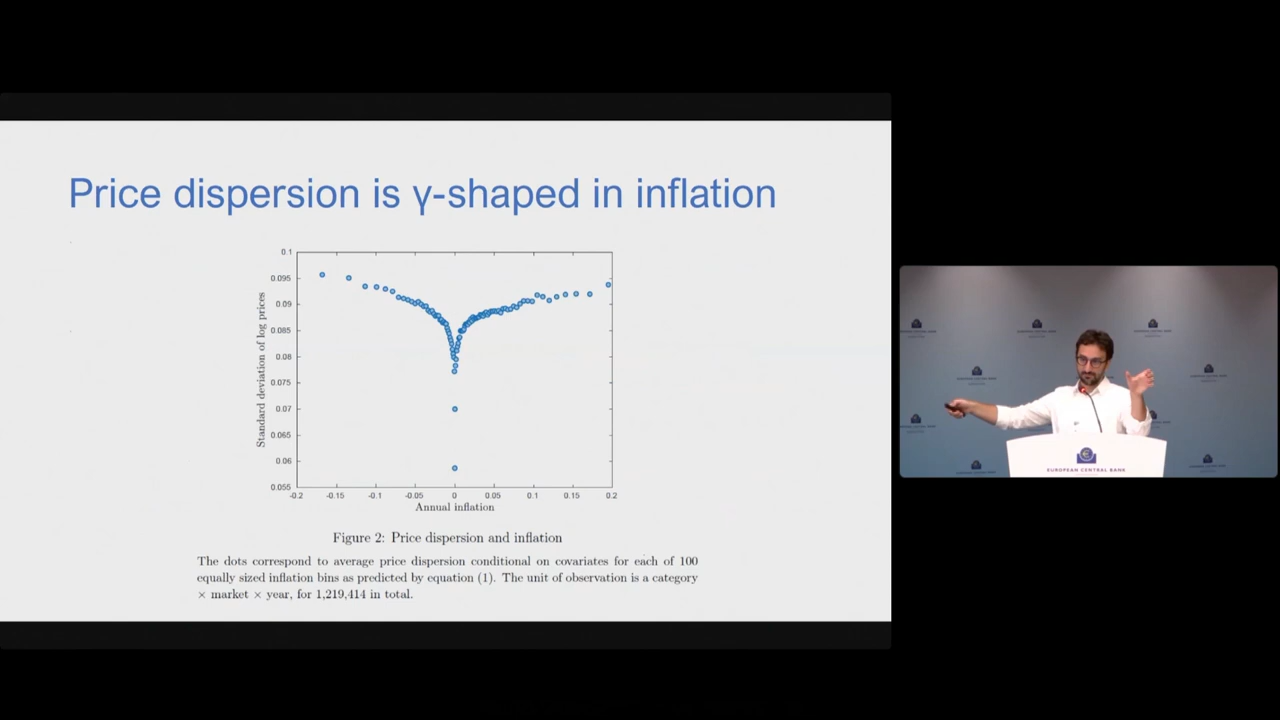 Price dispersion is γ-shaped in inflation
0.1
0.095
0.09
0.085
0.08
0.075
0.07
0.065
0.06
0.055
Standard deviation of log prices
-0.2 -0.15 -0.1 -0.05 0 0.05 0.1 0.15 0.2
Annual inflation
Figure 2: Price dispersion and inflation
The dots correspond to average price dispersion conditional on covariates for each of 100
equally sized inflation bins as predicted by equation (1). The unit of observation is a category
× market × year, for 1,219,414 in total.
EUROPEAN CENTRAL BANK